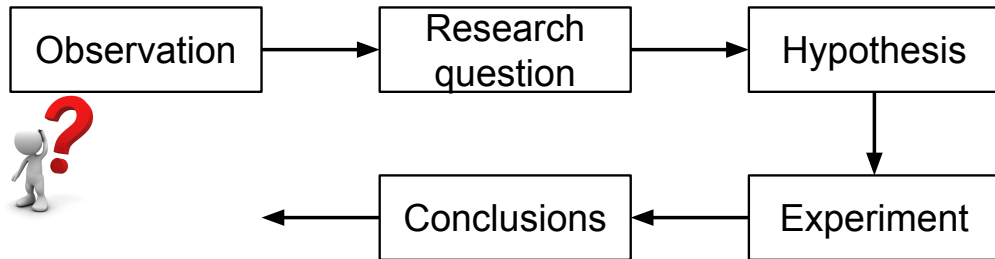 Observation
Research
question
Hypothesis
Conclusions
Experiment